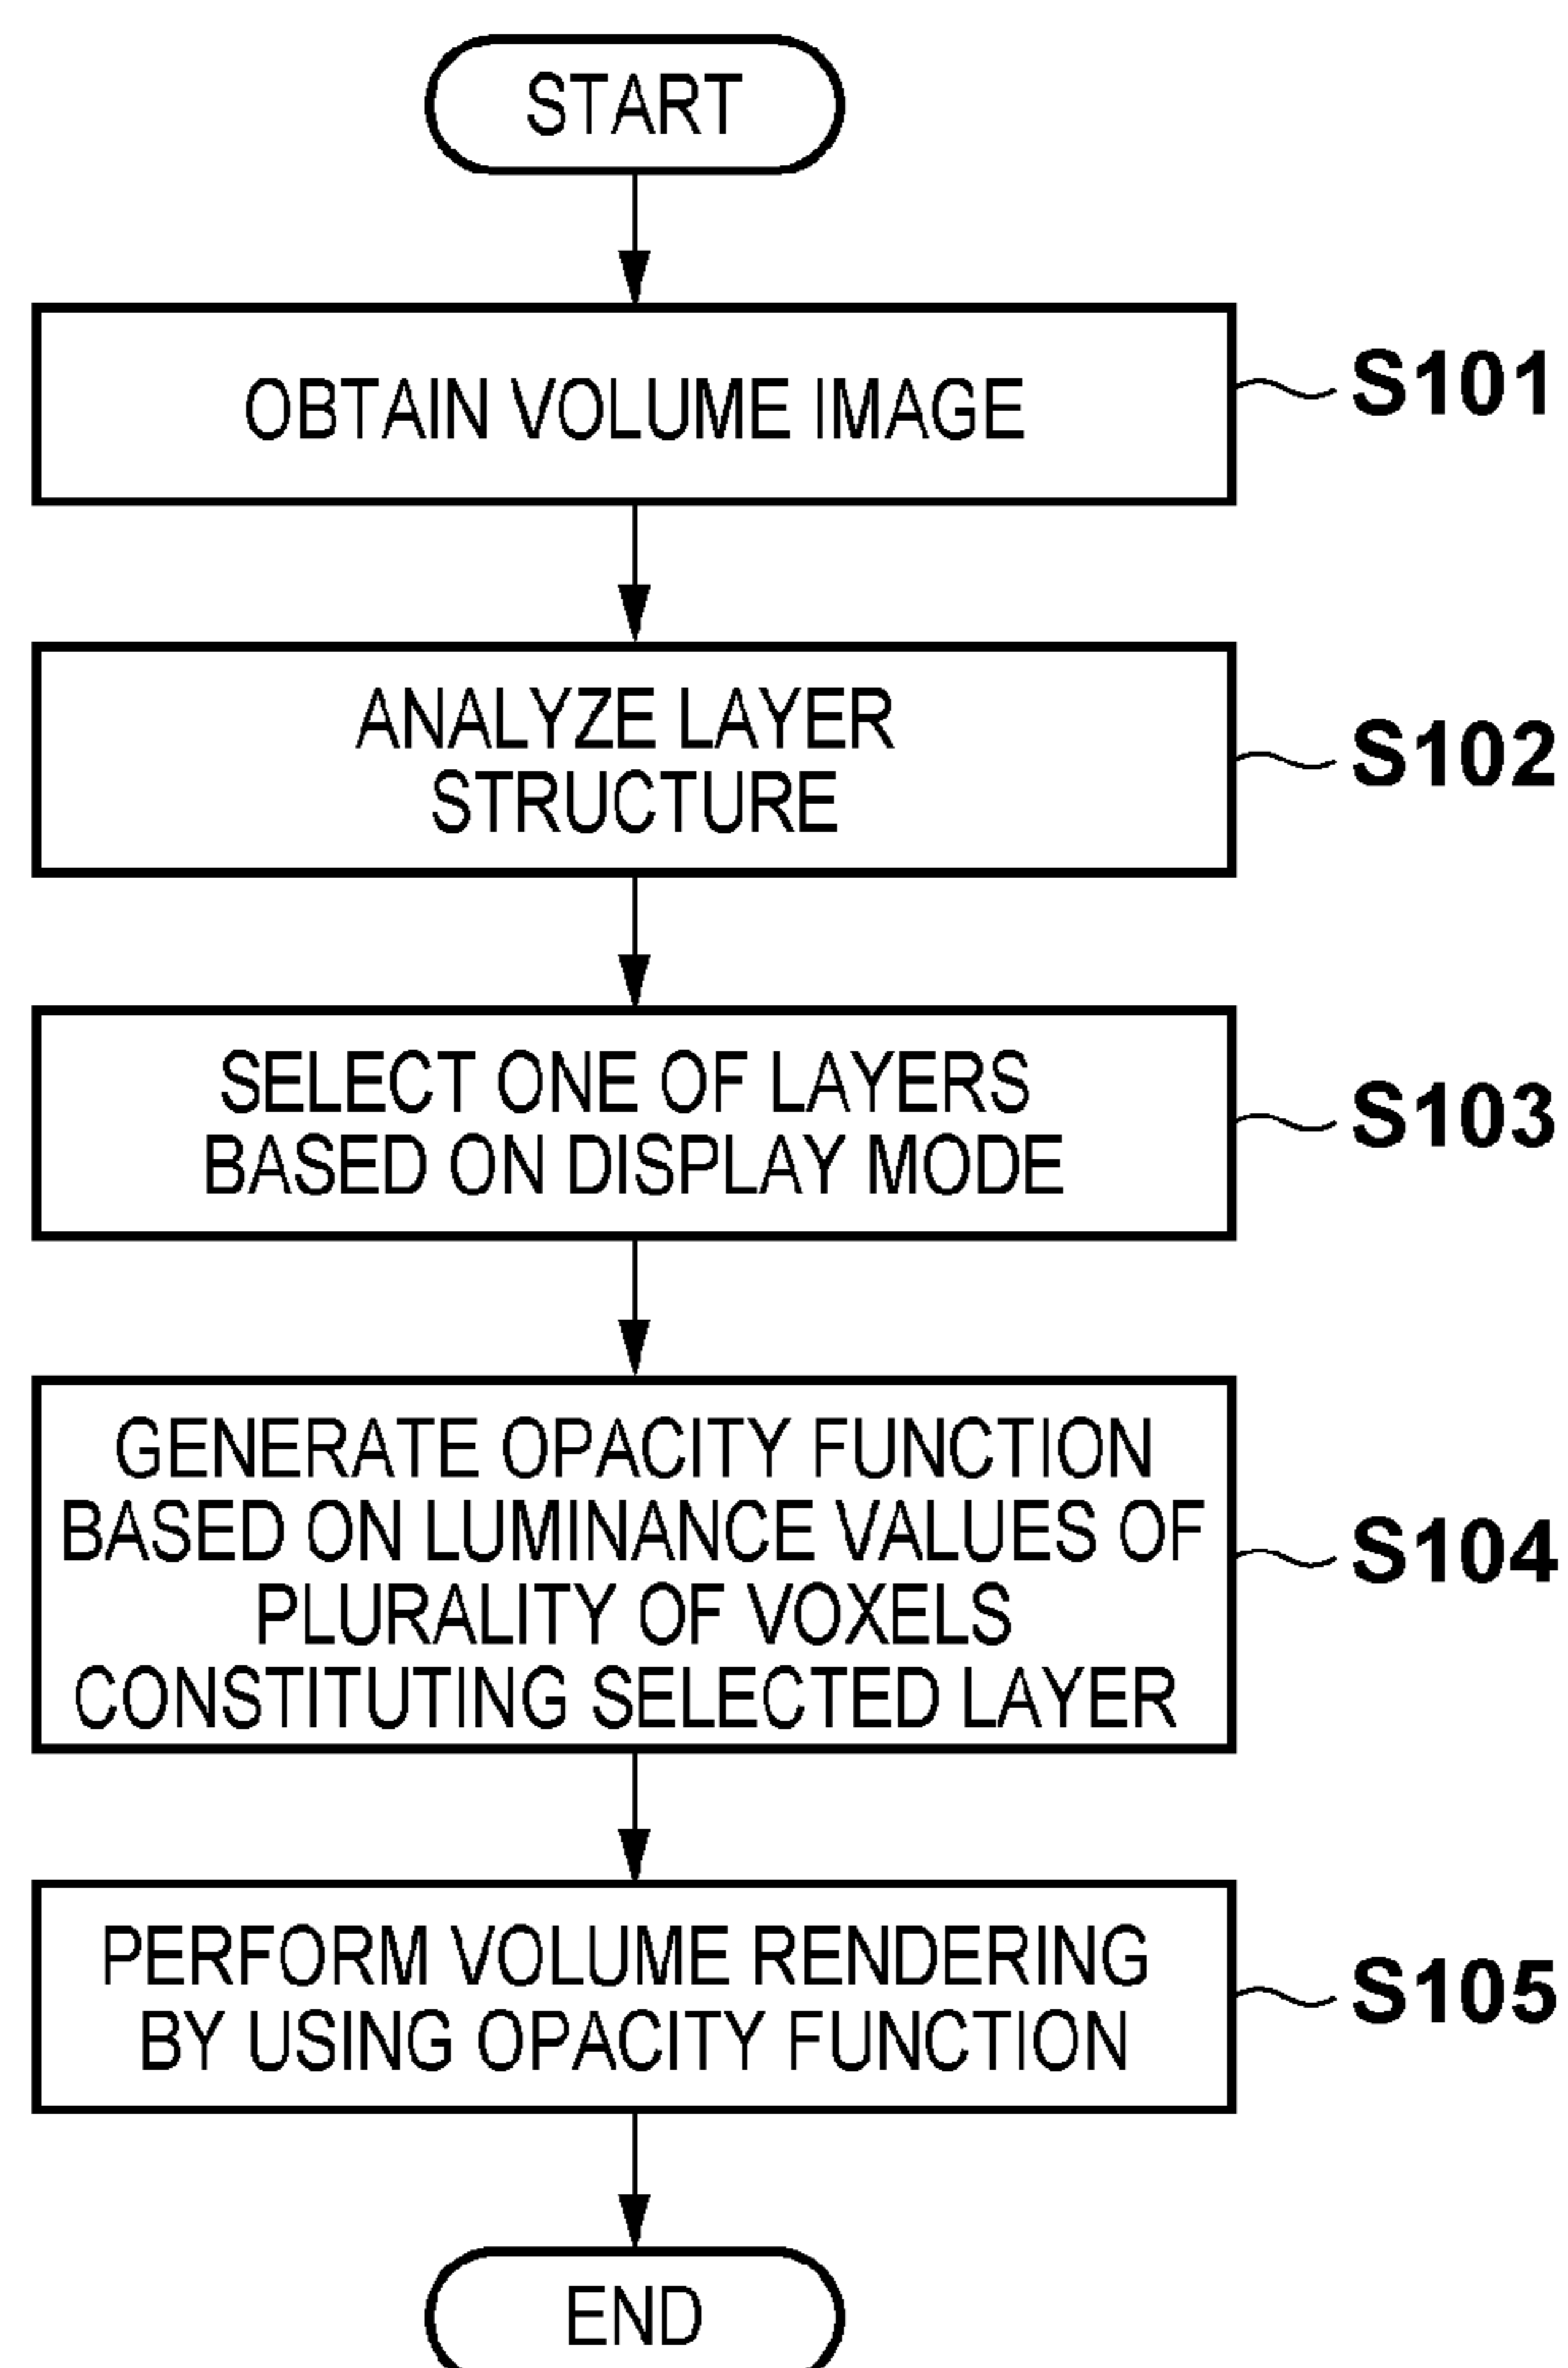 START
OBTAIN VOLUME IMAGE
S101
ANALYZE LAYER
STRUCTURE
S102
SELECT ONE OF LAYERS
BASED ON DISPLAY MODE
S103
GENERATE OPACITY FUNCTION
BASED ON LUMINANCE VALUES OF
PLURALITY OF VOXELS
CONSTITUTING SELECTED LAYER
S104
PERFORM VOLUME RENDERING
BY USING OPACITY FUNCTION
S105
END